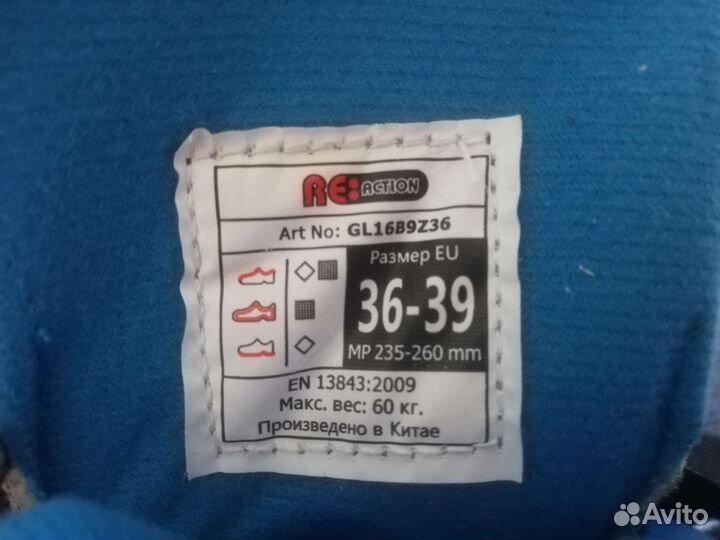 RE:ACTION
Art No: GL16B9Z36
Размер EU
36-39
MP 235-260 mm
EN 13843:2009
Макс. вес: 60 кг.
Произведено в Китае
Avito